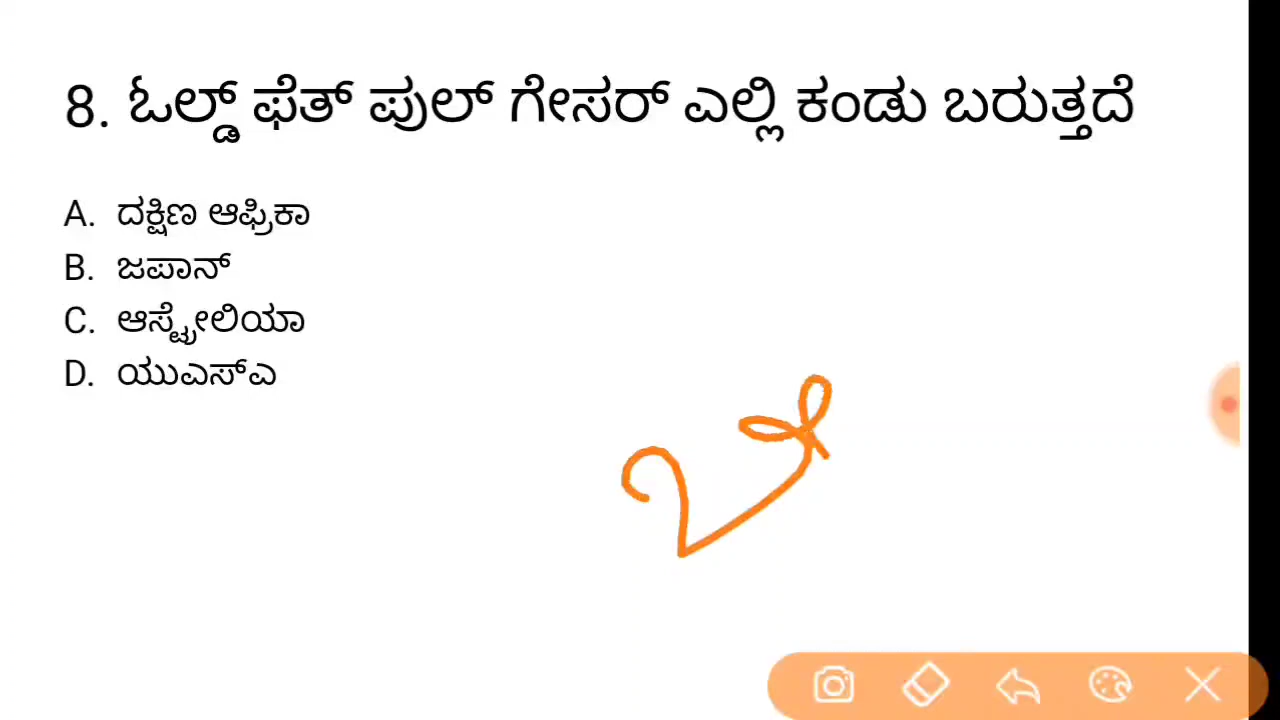 8. ಓಲ್ಡ್ ಫೆತ್ ಪುಲ್ ಗೇಸರ್ ಎಲ್ಲಿ ಕಂಡು ಬರುತ್ತದೆ
A. ದಕ್ಷಿಣ ಆಫ್ರಿಕಾ
B. ಜಪಾನ್
C. ಆಸ್ಟ್ರೇಲಿಯಾ
D. ಯುಎಸ್ಎ